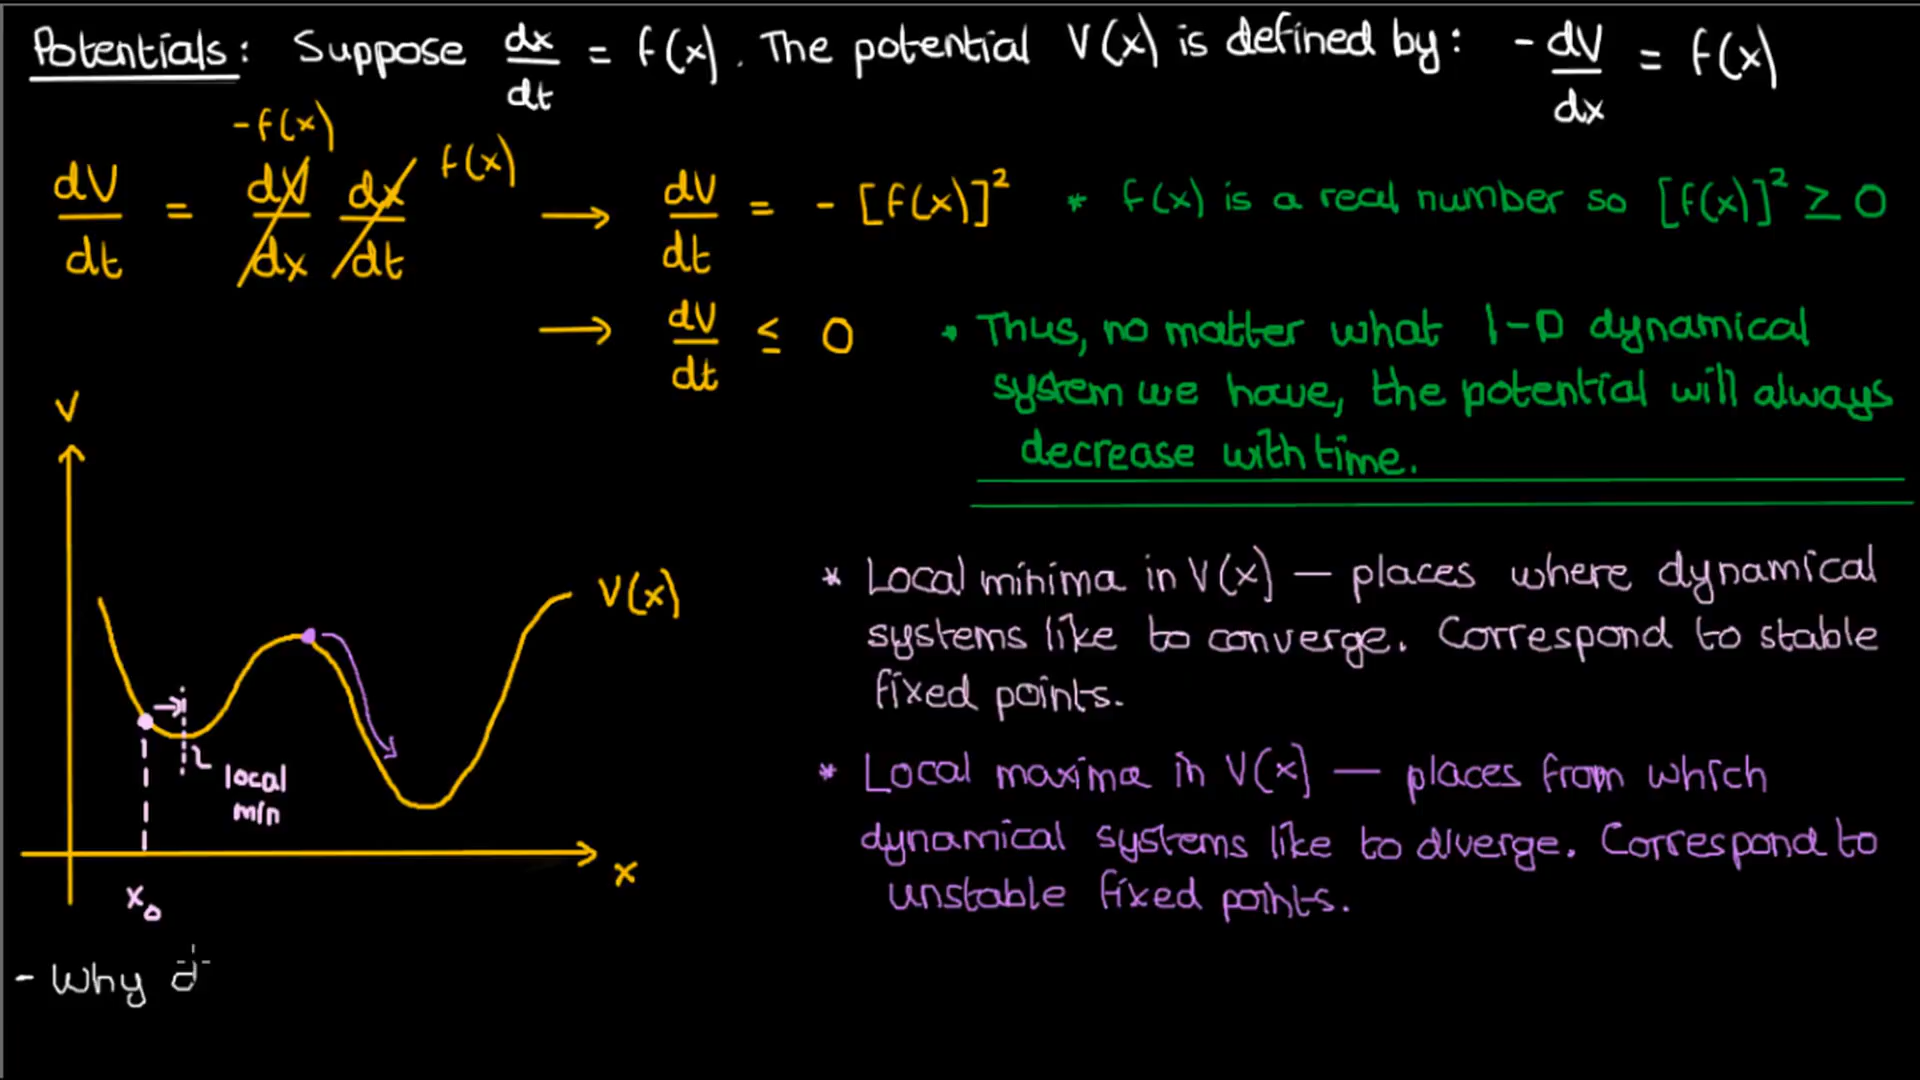 Potentials: Suppose dx/dt = f(x). The potential V(x) is defined by: -dV/dx = f(x)
-f(x)
f(x)
dV/dt = dV/dx dx/dt → dV/dt = - [f(x)]² * f(x) is a real number so [f(x)]² ≥ 0
→ dV/dt ≤ 0
• Thus, no matter what 1-D dynamical
system we have, the potential will always
decrease with time.
V
V(x)
local
min
x
x₀
* Local minima in V(x) — places where dynamical
systems like to converge. Correspond to stable
fixed points.
* Local maxima in V(x) — places from which
dynamical systems like to diverge. Correspond to
unstable fixed points.
- Why d